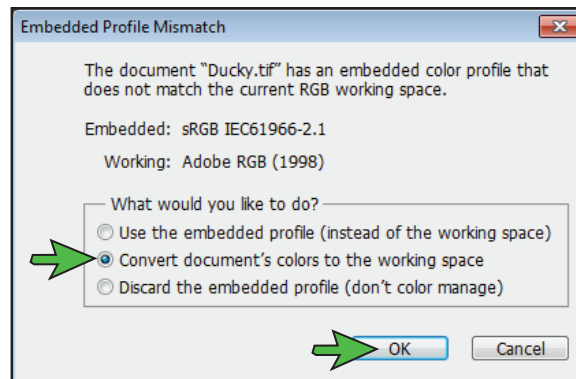 Embedded Profile Mismatch
The document “Ducky.tif” has an embedded color profile that
does not match the current RGB working space.
Embedded: sRGB IEC61966-2.1
Working: Adobe RGB (1998)
What would you like to do?
Use the embedded profile (instead of the working space)
Convert document's colors to the working space
Discard the embedded profile (don't color manage)
OK Cancel